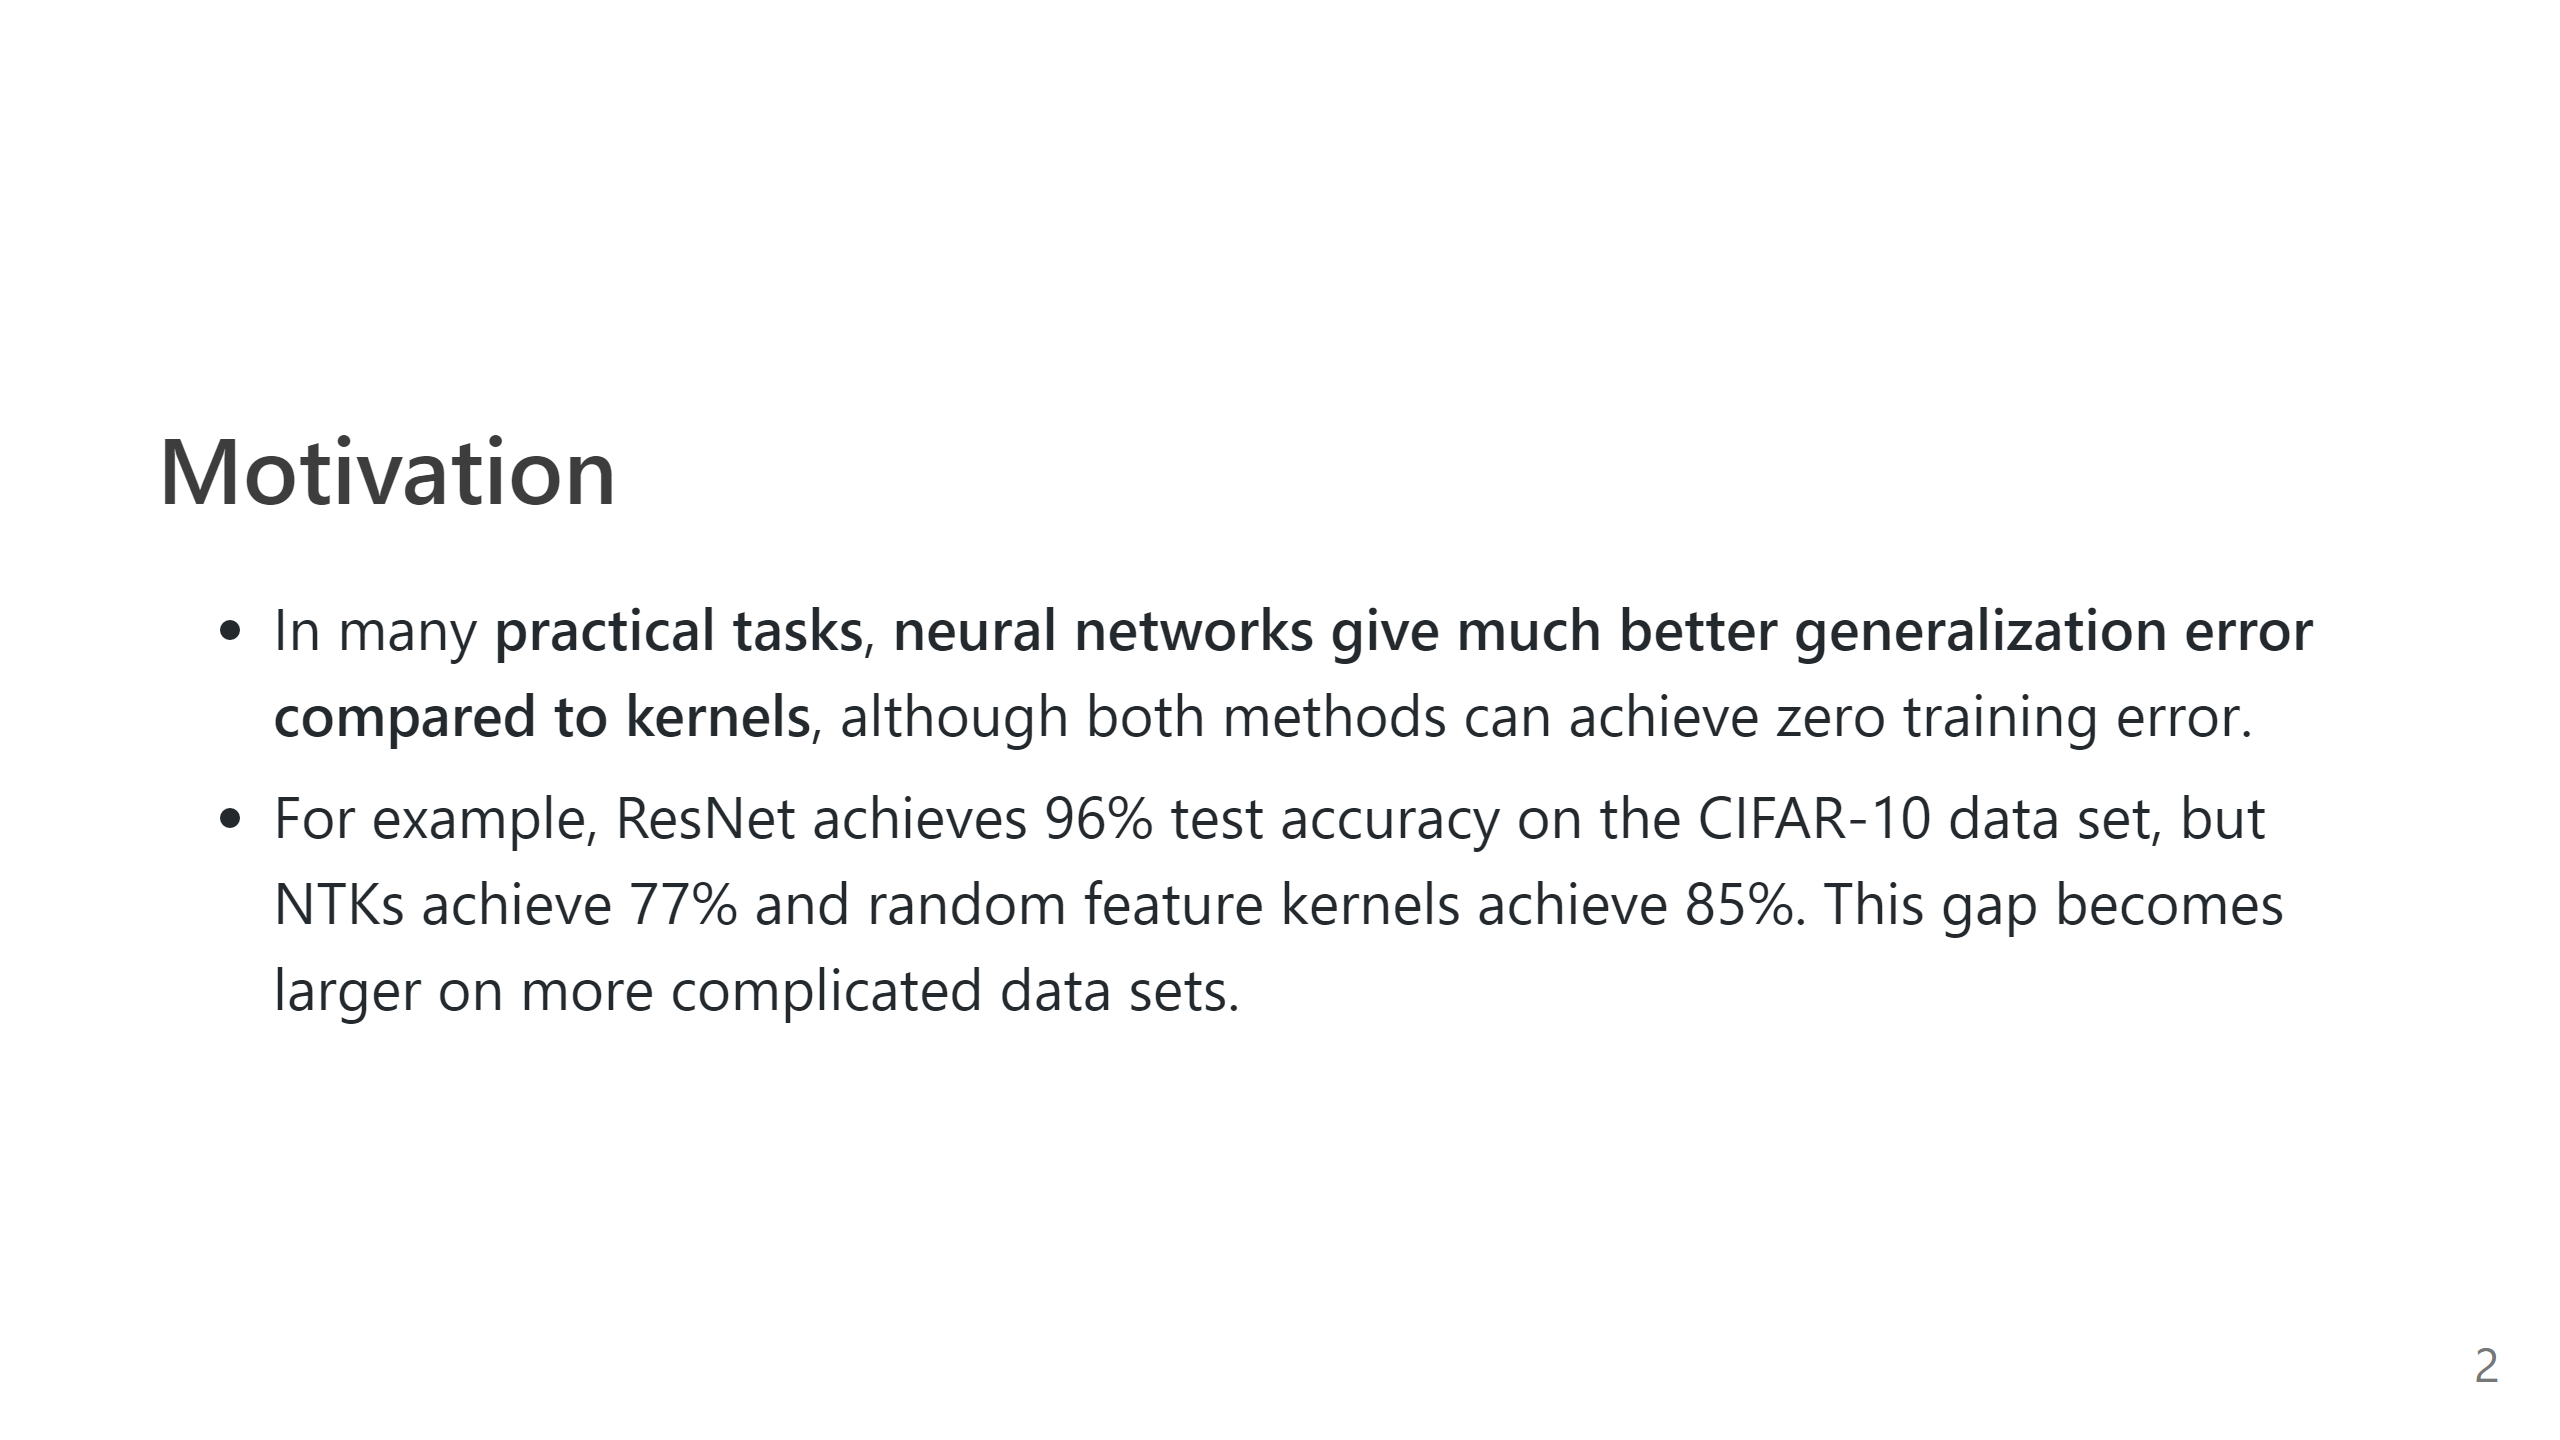 Motivation
• In many practical tasks, neural networks give much better generalization error
compared to kernels, although both methods can achieve zero training error.
• For example, ResNet achieves 96% test accuracy on the CIFAR-10 data set, but
NTKs achieve 77% and random feature kernels achieve 85%. This gap becomes
larger on more complicated data sets.
2